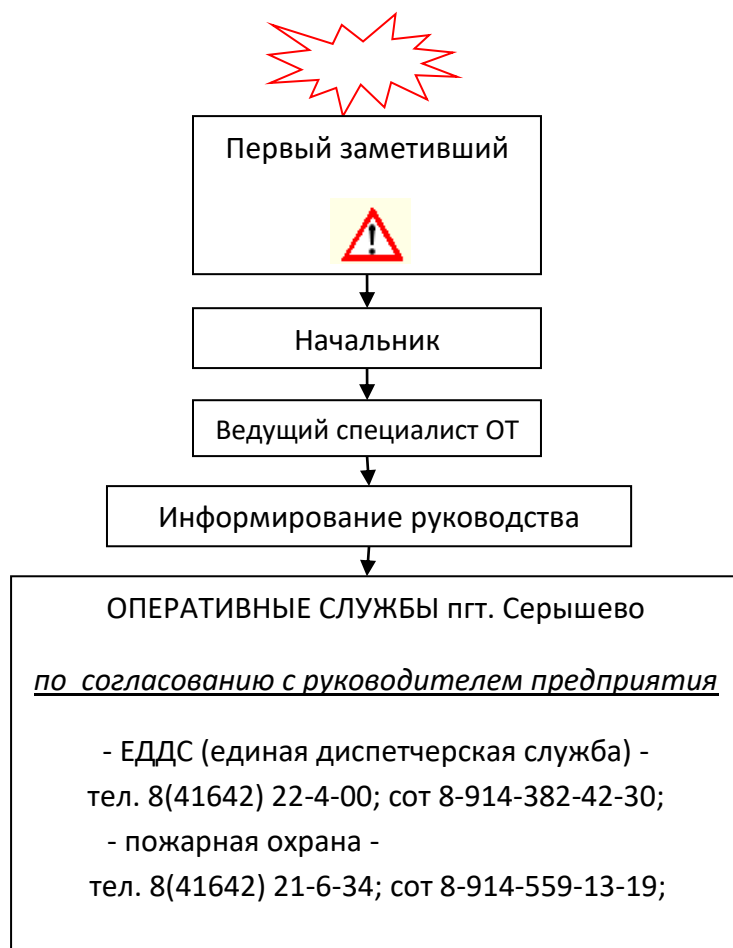 Первый заметивший
Начальник
Ведущий специалист ОТ
Информирование руководства
ОПЕРАТИВНЫЕ СЛУЖБЫ пгт. Серышево
по согласованию с руководителем предприятия
- ЕДДС (единая диспетчерская служба) -
тел. 8(41642) 22-4-00; сот 8-914-382-42-30;
- пожарная охрана -
тел. 8(41642) 21-6-34; сот 8-914-559-13-19;